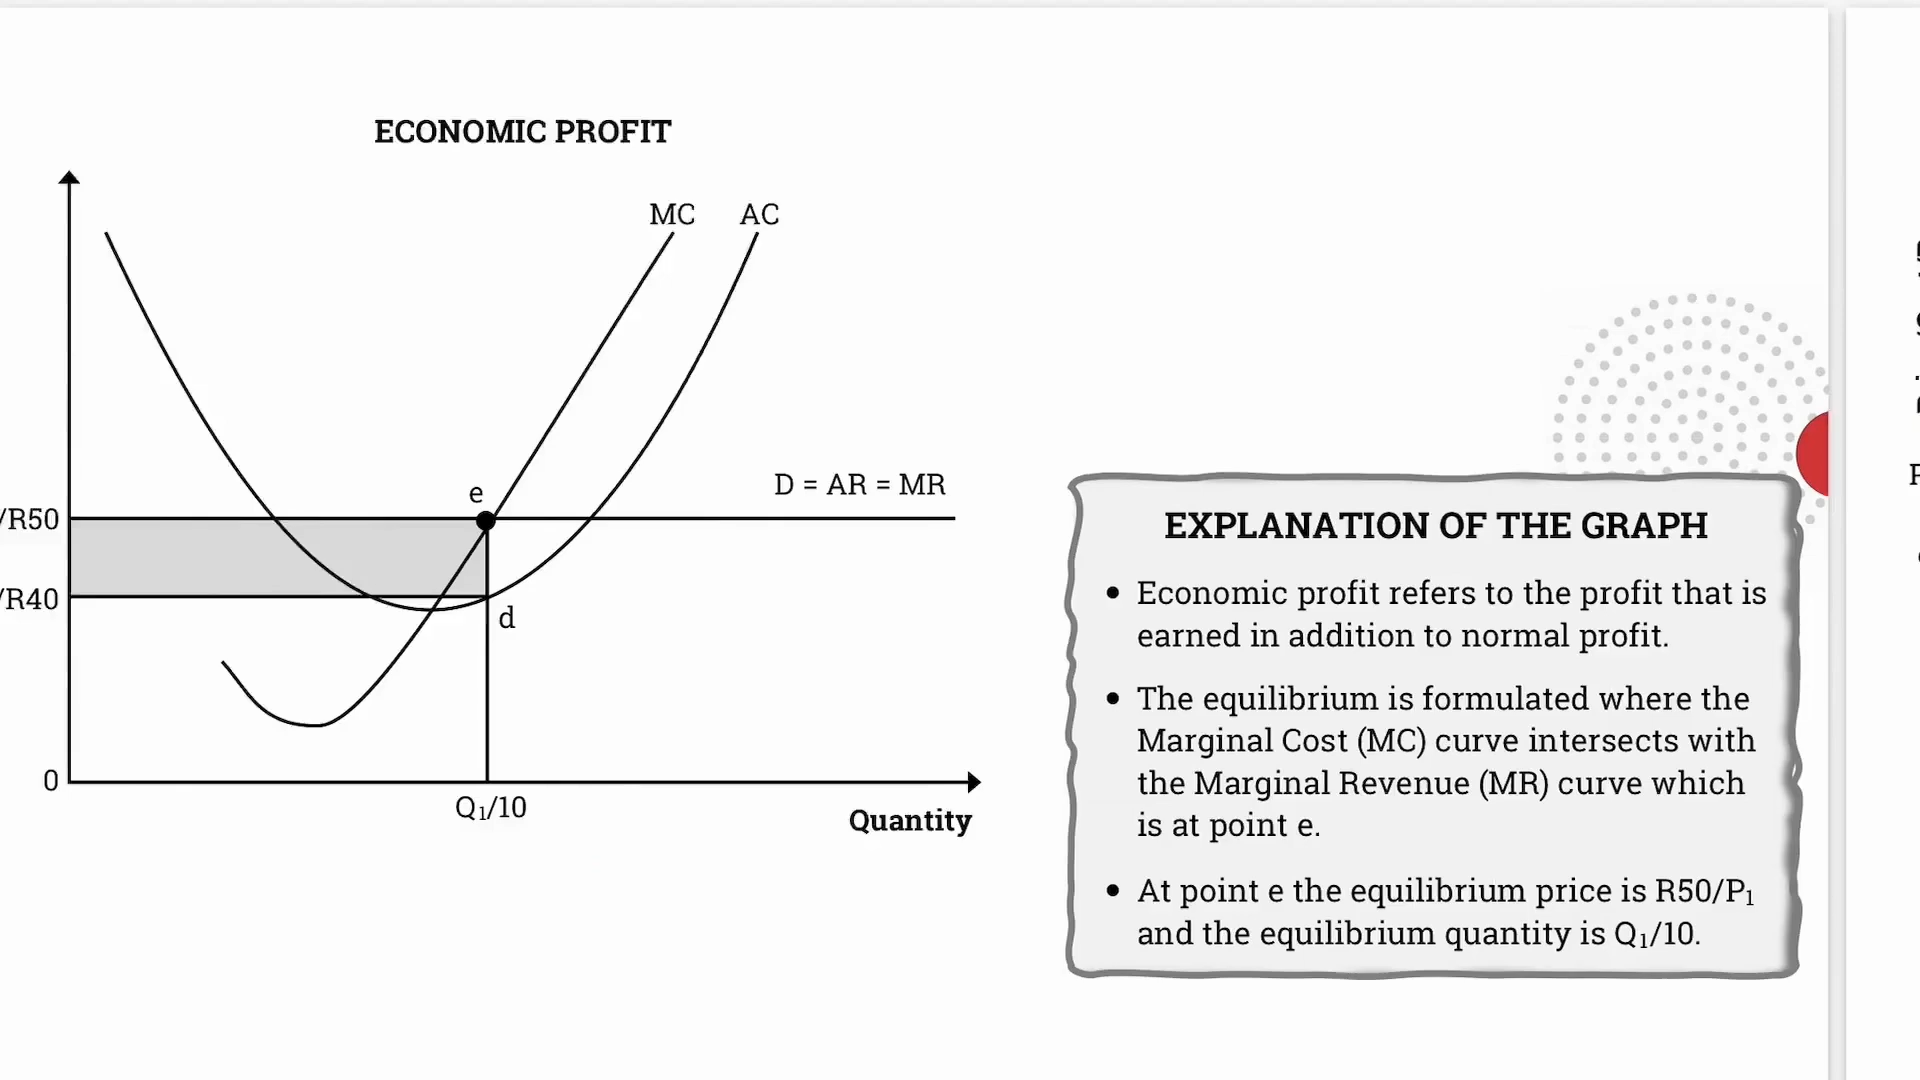 ECONOMIC PROFIT
MC AC
e
D = AR = MR
/R50
/R40
d
0
Q₁/10
Quantity
EXPLANATION OF THE GRAPH
• Economic profit refers to the profit that is
earned in addition to normal profit.
• The equilibrium is formulated where the
Marginal Cost (MC) curve intersects with
the Marginal Revenue (MR) curve which
is at point e.
• At point e the equilibrium price is R50/P₁
and the equilibrium quantity is Q₁/10.